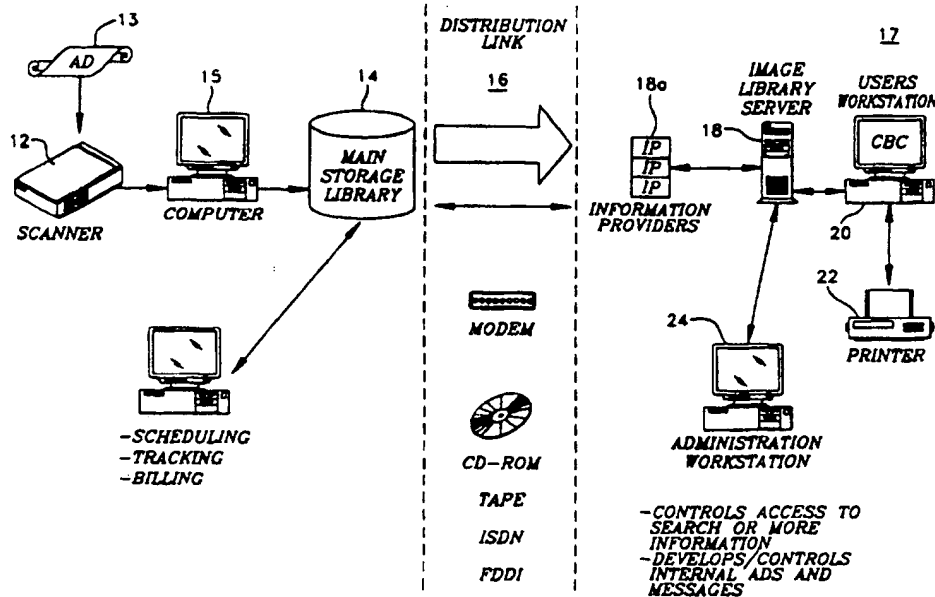 13
AD
12
SCANNER
15
COMPUTER
14
MAIN
STORAGE
LIBRARY
-SCHEDULING
-TRACKING
-BILLING
DISTRIBUTION
LINK
16
MODEM
CD-ROM
TAPE
ISDN
FDDI
17
18a
IP
IP
IP
INFORMATION
PROVIDERS
IMAGE
LIBRARY
SERVER
18
USERS
WORKSTATION
CBC
20
22
PRINTER
24
ADMINISTRATION
WORKSTATION
-CONTROLS ACCESS TO
SEARCH OR MORE
INFORMATION
-DEVELOPS/CONTROLS
INTERNAL ADS AND
MESSAGES